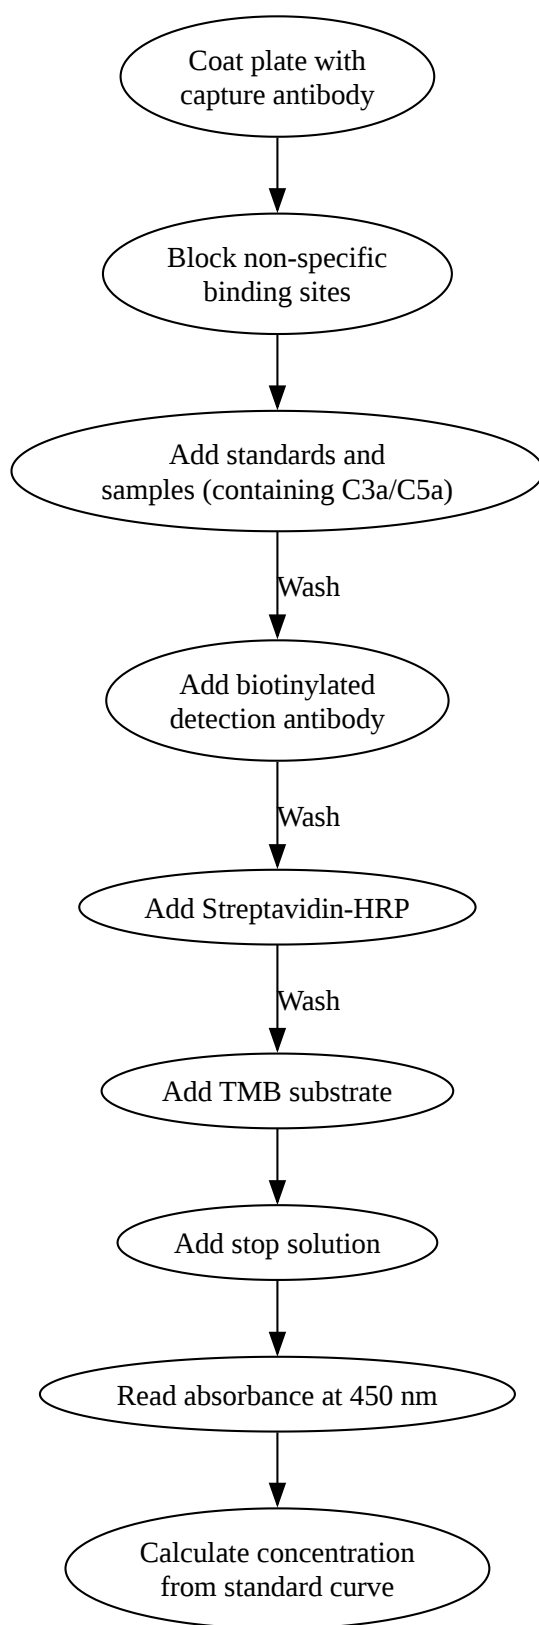 Coat plate with
capture antibody
Block non-specific
binding sites
Add standards and
samples (containing C3a/C5a)
Wash
Add biotinylated
detection antibody
Wash
Add Streptavidin-HRP
Wash
Add TMB substrate
Add stop solution
Read absorbance at 450 nm
Calculate concentration
from standard curve